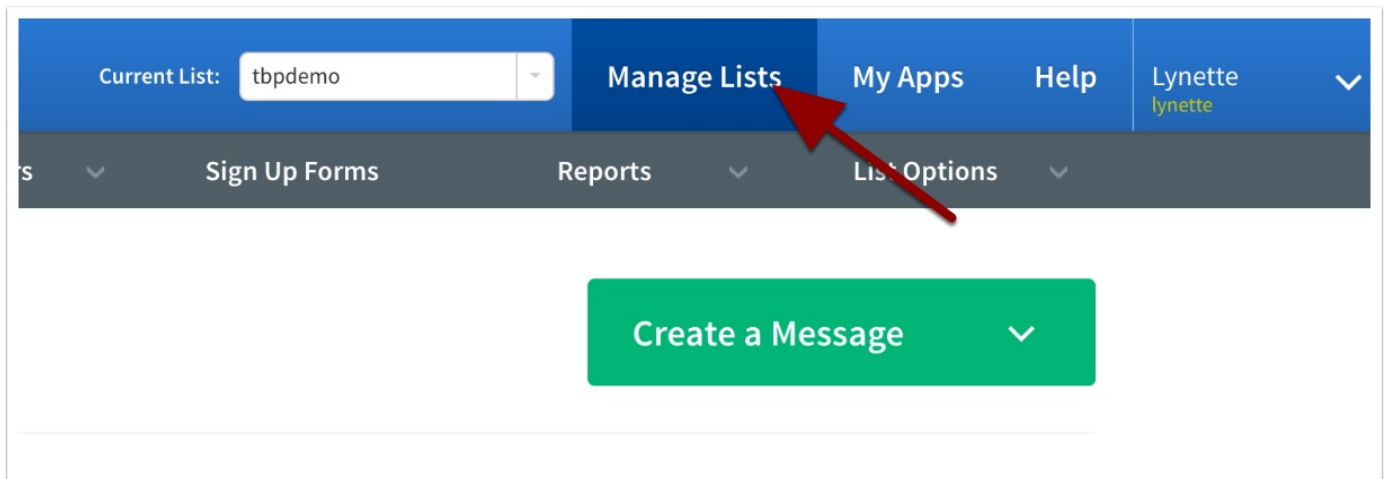 Current List: tbpdemo Manage Lists My Apps Help Lynette
lynette
rs Sign Up Forms Reports List Options
Create a Message